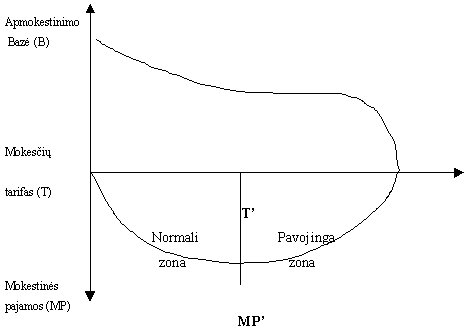 Apmokestinimo
Bazė (B)
Mokesčių
tarifas (T)
T’
Normali
zona
Pavojinga
zona
Mokestinės
pajamos (MP)
MP’